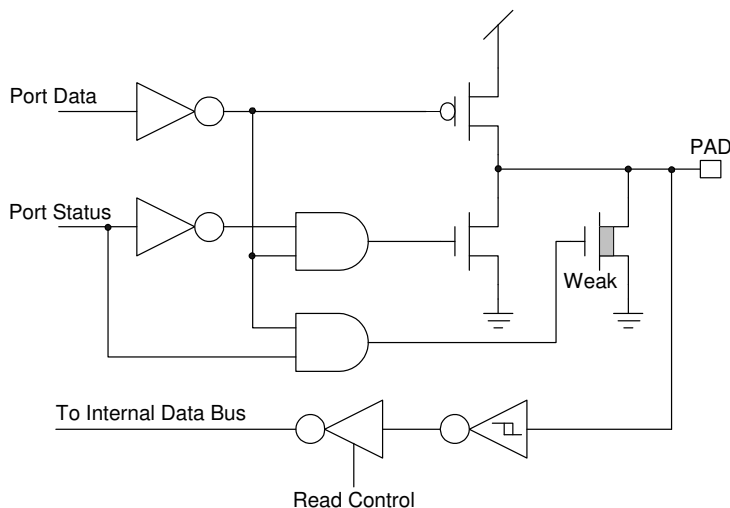 Port Data
PAD
Port Status
Weak
To Internal Data Bus
Read Control